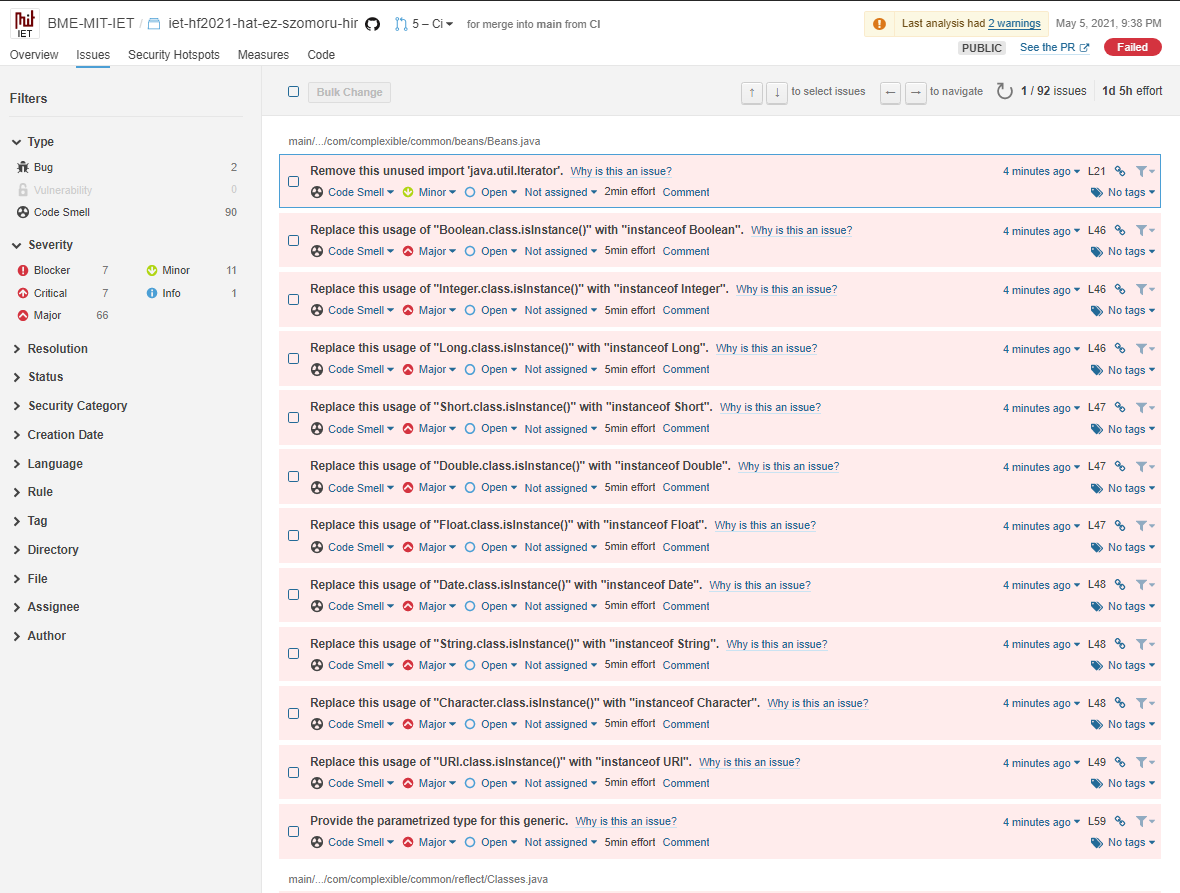 IET
BME-MIT-IET / iet-hf2021-hat-ez-szomoru-hir 5 – Ci for merge into main from CI
Last analysis had 2 warnings May 5, 2021, 9:38 PM
PUBLIC See the PR Failed
Overview Issues Security Hotspots Measures Code
Filters
Type
Bug 2
Vulnerability 0
Code Smell 90
Severity
Blocker 7 Minor 11
Critical 7 Info 1
Major 66
Resolution
Status
Security Category
Creation Date
Language
Rule
Tag
Directory
File
Assignee
Author
Bulk Change ↑ ↓ to select issues ← → to navigate 1 / 92 issues 1d 5h effort
main/.../com/complexible/common/beans/Beans.java
Remove this unused import 'java.util.Iterator'. Why is this an issue? 4 minutes ago L21
Code Smell Minor Open Not assigned 2min effort Comment No tags
Replace this usage of "Boolean.class.isInstance()" with "instanceof Boolean". Why is this an issue? 4 minutes ago L46
Code Smell Major Open Not assigned 5min effort Comment No tags
Replace this usage of "Integer.class.isInstance()" with "instanceof Integer". Why is this an issue? 4 minutes ago L46
Code Smell Major Open Not assigned 5min effort Comment No tags
Replace this usage of "Long.class.isInstance()" with "instanceof Long". Why is this an issue? 4 minutes ago L46
Code Smell Major Open Not assigned 5min effort Comment No tags
Replace this usage of "Short.class.isInstance()" with "instanceof Short". Why is this an issue? 4 minutes ago L47
Code Smell Major Open Not assigned 5min effort Comment No tags
Replace this usage of "Double.class.isInstance()" with "instanceof Double". Why is this an issue? 4 minutes ago L47
Code Smell Major Open Not assigned 5min effort Comment No tags
Replace this usage of "Float.class.isInstance()" with "instanceof Float". Why is this an issue? 4 minutes ago L47
Code Smell Major Open Not assigned 5min effort Comment No tags
Replace this usage of "Date.class.isInstance()" with "instanceof Date". Why is this an issue? 4 minutes ago L48
Code Smell Major Open Not assigned 5min effort Comment No tags
Replace this usage of "String.class.isInstance()" with "instanceof String". Why is this an issue? 4 minutes ago L48
Code Smell Major Open Not assigned 5min effort Comment No tags
Replace this usage of "Character.class.isInstance()" with "instanceof Character". Why is this an issue? 4 minutes ago L48
Code Smell Major Open Not assigned 5min effort Comment No tags
Replace this usage of "URI.class.isInstance()" with "instanceof URI". Why is this an issue? 4 minutes ago L49
Code Smell Major Open Not assigned 5min effort Comment No tags
Provide the parametrized type for this generic. Why is this an issue? 4 minutes ago L59
Code Smell Major Open Not assigned 5min effort Comment No tags
main/.../com/complexible/common/reflect/Classes.java